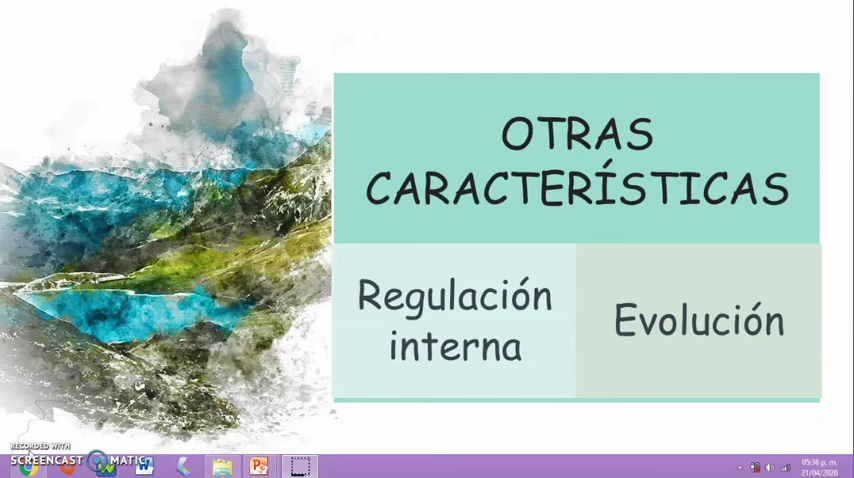 OTRAS
CARACTERÍSTICAS
Regulación
interna
Evolución
RECORDED WITH
SCREENCAST MATIC
05:36 p. m.
21/04/2020